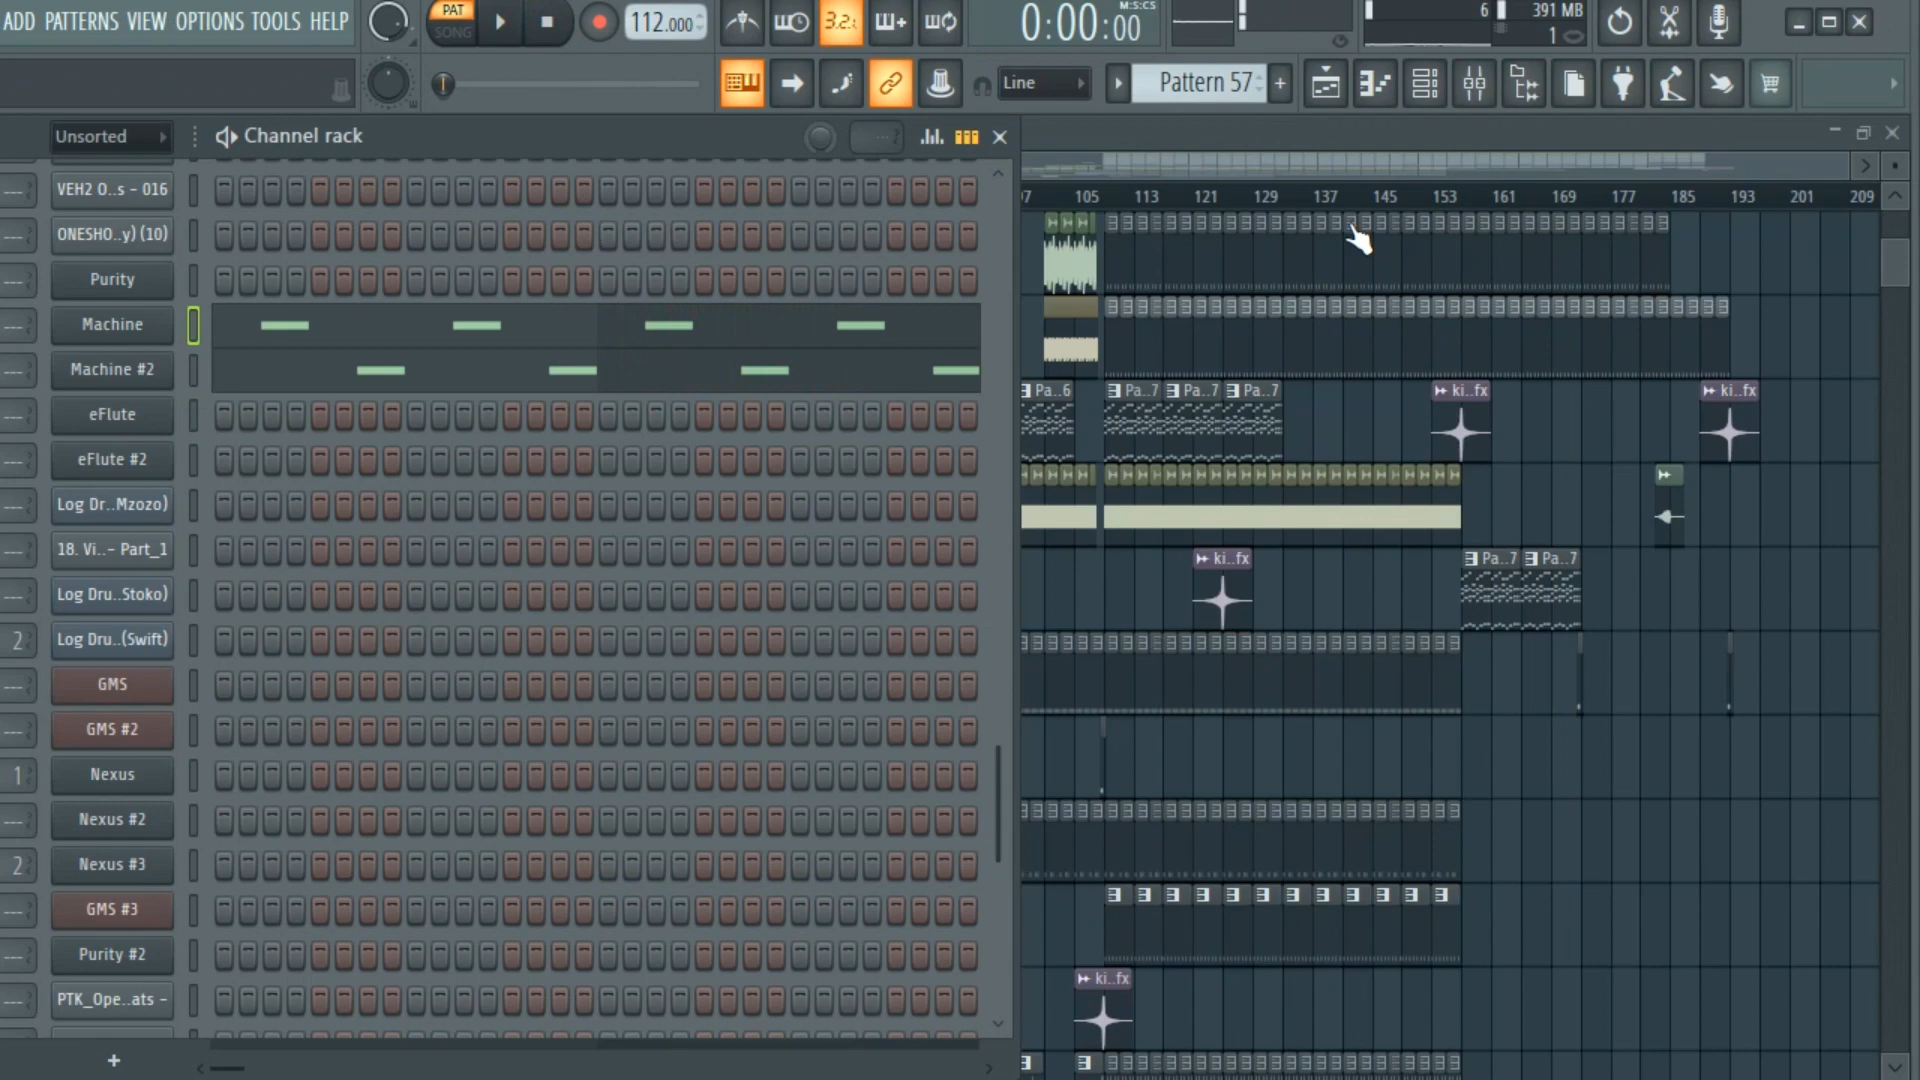 ADD PATTERNS VIEW OPTIONS TOOLS HELP
PAT
SONG
112.000
3.2.
0:00:00
M:S:CS
6
391 MB
1
Line
Pattern 57
+
Unsorted
Channel rack
VEH2 O..s - 016
ONESHO..y) (10)
Purity
Machine
Machine #2
eFlute
eFlute #2
Log Dr..Mzozo)
18. Vi..- Part_1
Log Dru..Stoko)
2
Log Dru..(Swift)
GMS
GMS #2
1
Nexus
Nexus #2
2
Nexus #3
GMS #3
Purity #2
PTK_Ope..ats -
+
105 113 121 129 137 145 153 161 169 177 185 193 201 209
Pa..6 Pa..7 Pa..7 Pa..7 ki..fx ki..fx
ki..fx Pa..7 Pa..7
ki..fx